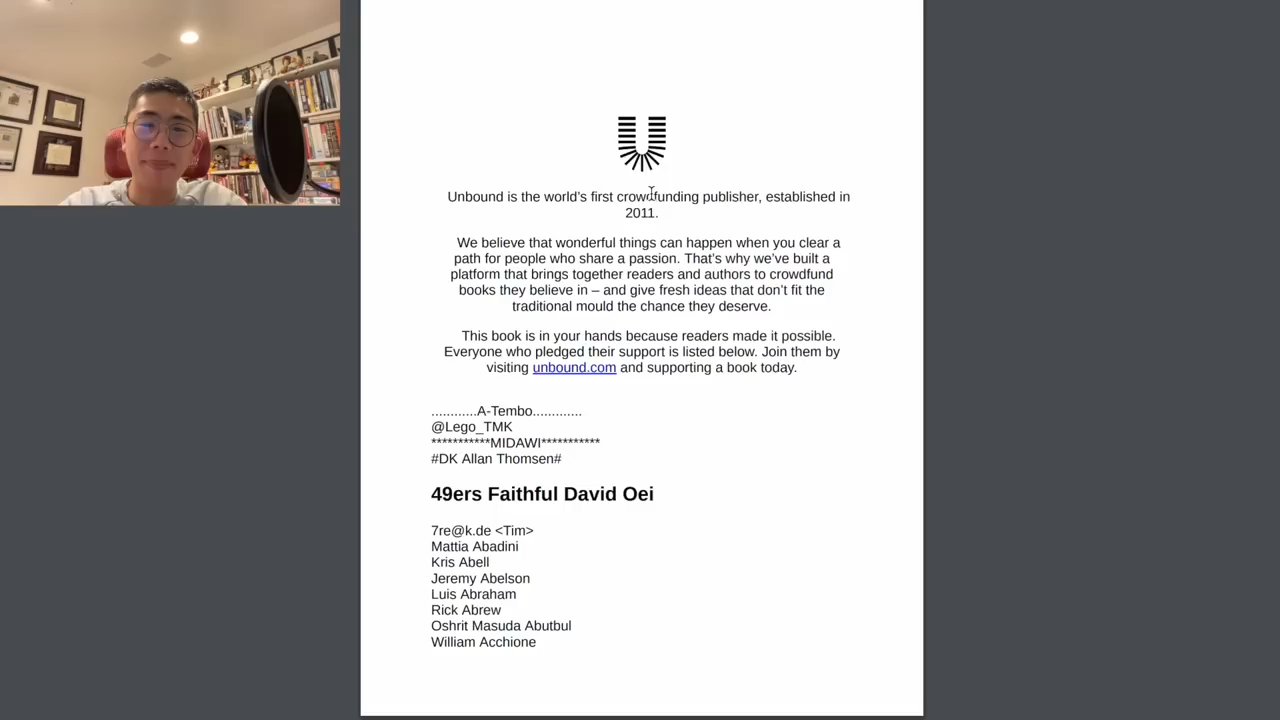 Unbound is the world's first crowdfunding publisher, established in
2011.
We believe that wonderful things can happen when you clear a
path for people who share a passion. That's why we've built a
platform that brings together readers and authors to crowdfund
books they believe in – and give fresh ideas that don't fit the
traditional mould the chance they deserve.
This book is in your hands because readers made it possible.
Everyone who pledged their support is listed below. Join them by
visiting unbound.com and supporting a book today.
............A-Tembo.............
@Lego_TMK
***********MIDAWI***********
#DK Allan Thomsen#
49ers Faithful David Oei
7re@k.de <Tim>
Mattia Abadini
Kris Abell
Jeremy Abelson
Luis Abraham
Rick Abrew
Oshrit Masuda Abutbul
William Acchione